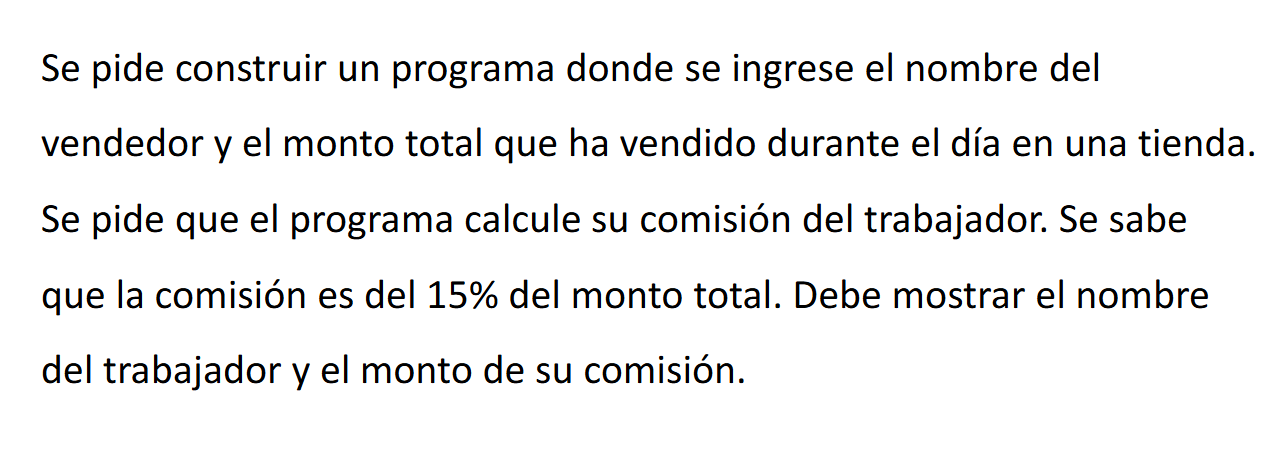 Se pide construir un programa donde se ingrese el nombre del
vendedor y el monto total que ha vendido durante el día en una tienda.
Se pide que el programa calcule su comisión del trabajador. Se sabe
que la comisión es del 15% del monto total. Debe mostrar el nombre
del trabajador y el monto de su comisión.